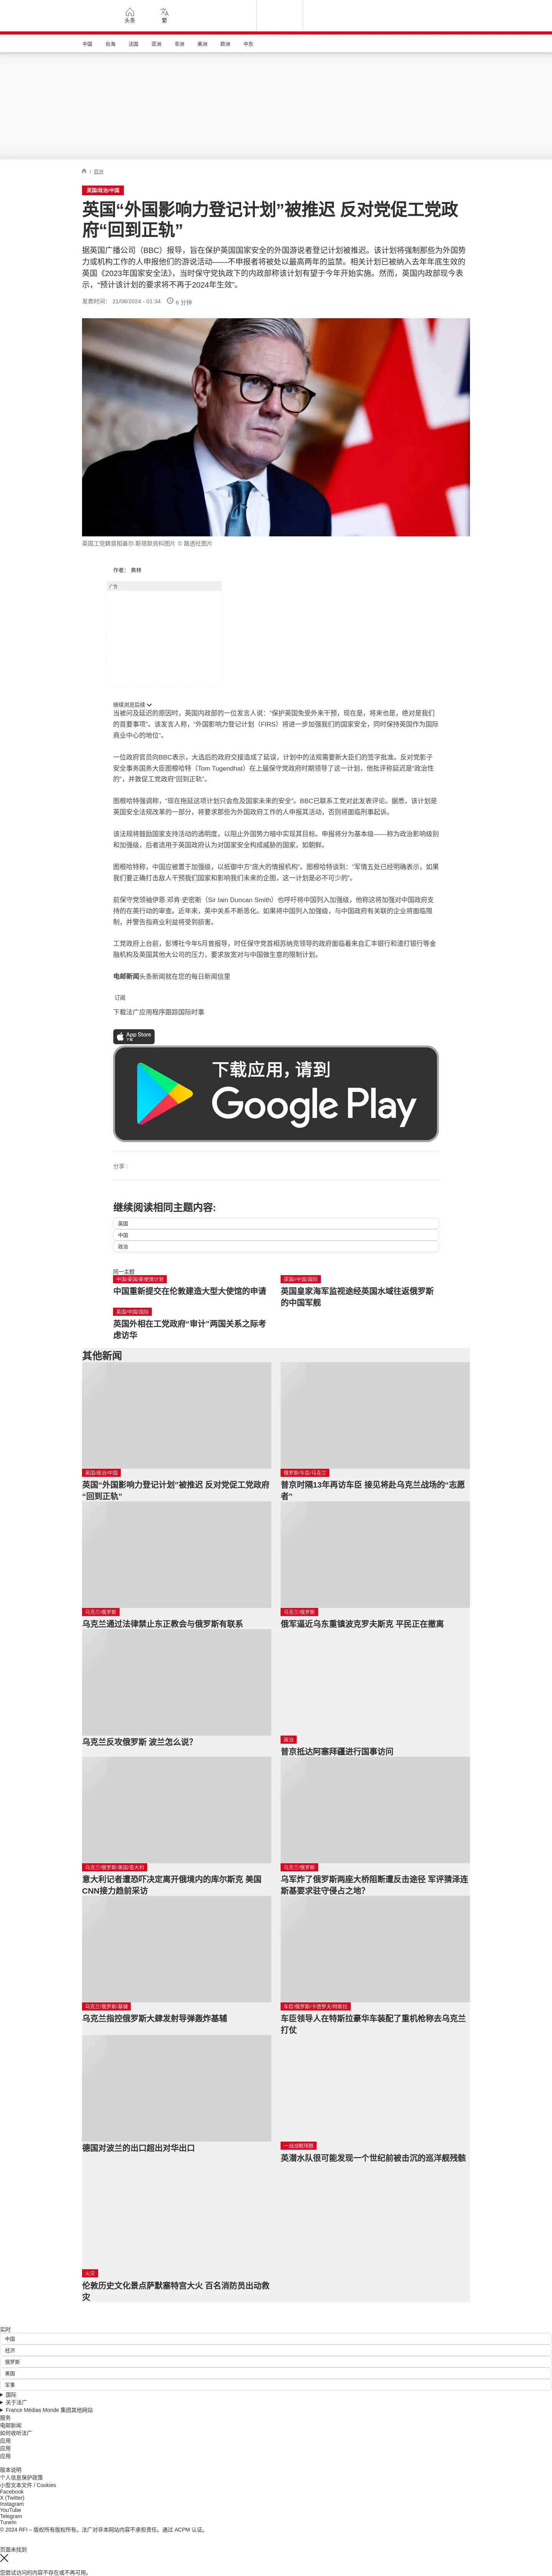 头条
繁
中国
台海
法国
亚洲
非洲
美洲
欧洲
中东
/ 欧洲
英国/政治/中国
英国“外国影响力登记计划”被推迟 反对党促工党政
府“回到正轨”
据英国广播公司（BBC）报导，旨在保护英国国家安全的外国游说者登记计划被推迟。该计划将强制那些为外国势
力或机构工作的人申报他们的游说活动——不申报者将被处以最高两年的监禁。相关计划已被纳入去年年底生效的
英国《2023年国家安全法》，当时保守党执政下的内政部称该计划有望于今年开始实施。然而，英国内政部现今表
示，“预计该计划的要求将不再于2024年生效”。
发表时间： 21/08/2024 - 01:34
6 分钟
英国工党籍首相基尔·斯塔默资料图片 © 路透社图片
作者： 弗林
广告
继续浏览后续
当被问及延迟的原因时，英国内政部的一位发言人说：“保护英国免受外来干预，现在是，将来也是，绝对是我们
的首要事项”。该发言人称，“外国影响力登记计划（FIRS）将进一步加强我们的国家安全，同时保持英国作为国际
商业中心的地位”。
一位政府官员向BBC表示，大选后的政府交接造成了延误，计划中的法规需要新大臣们的签字批准。反对党影子
安全事务国务大臣图根哈特（Tom Tugendhat）在上届保守党政府时期领导了这一计划，他批评称延迟是“政治性
的”，并敦促工党政府“回到正轨”。
图根哈特强调称，“现在拖延这项计划只会危及国家未来的安全”。BBC已联系工党对此发表评论。据悉，该计划是
英国安全法规改革的一部分，将要求那些为外国政府工作的人申报其活动，否则将面临刑事起诉。
该法规将鼓励国家支持活动的透明度，以阻止外国势力暗中实现其目标。申报将分为基本级——称为政治影响级别
和加强级，后者适用于英国政府认为对国家安全构成威胁的国家，如朝鲜。
图根哈特称，中国应被置于加强级，以抵御中方“庞大的情报机构”。图根哈特谈到：“军情五处已经明确表示，如果
我们要正确打击敌人干预我们国家和影响我们未来的企图，这一计划是必不可少的”。
前保守党领袖伊恩·邓肯·史密斯（Sir Iain Duncan Smith）也呼吁将中国列入加强级，他称这将加强对中国政府支
持的在英行动的审查。近年来，英中关系不断恶化。如果将中国列入加强级，与中国政府有关联的企业将面临限
制，并警告指商业利益将受到损害。
工党政府上台前，彭博社今年5月曾报导，时任保守党首相苏纳克领导的政府面临着来自汇丰银行和渣打银行等金
融机构及英国其他大公司的压力，要求放宽对与中国做生意的限制计划。
电邮新闻头条新闻就在您的每日新闻信里
订阅
下载法广应用程序跟踪国际时事
App Store
下载
下载应用，请到
Google Play
分享 :
继续阅读相同主题内容:
英国
中国
政治
同一主题
中国/英国/新使馆计划
中国重新提交在伦敦建造大型大使馆的申请
英国//中国/国际
英国皇家海军监视途经英国水域往返俄罗斯
的中国军舰
英国/中国/国际
英国外相在工党政府“审计”两国关系之际考
虑访华
其他新闻
英国/政治/中国
英国“外国影响力登记计划”被推迟 反对党促工党政府
“回到正轨”
俄罗斯/车臣/乌克兰
普京时隔13年再访车臣 接见将赴乌克兰战场的“志愿
者”
乌克兰/俄罗斯
乌克兰通过法律禁止东正教会与俄罗斯有联系
乌克兰/俄罗斯
俄军逼近乌东重镇波克罗夫斯克 平民正在撤离
乌克兰反攻俄罗斯 波兰怎么说？
政治
普京抵达阿塞拜疆进行国事访问
乌克兰/俄罗斯/美国/意大利
意大利记者遭恐吓决定离开俄境内的库尔斯克 美国
CNN接力趋前采访
乌克兰/俄罗斯
乌军炸了俄罗斯两座大桥阻断遭反击途径 军评猜泽连
斯基要求驻守侵占之地？
乌克兰/俄罗斯/基辅
乌克兰指控俄罗斯大肆发射导弹轰炸基辅
车臣/俄罗斯/卡德罗夫/特斯拉
车臣领导人在特斯拉豪华车装配了重机枪称去乌克兰
打仗
德国对波兰的出口超出对华出口
一战战舰残骸
英潜水队很可能发现一个世纪前被击沉的巡洋舰残骸
火灾
伦敦历史文化景点萨默塞特宫大火 百名消防员出动救
灾
实时
中国
经济
俄罗斯
美国
军事
国际
关于法广
France Médias Monde 集团其他网站
服务
电邮新闻
如何收听法广
应用
应用
应用
版本说明
个人信息保护政策
小型文本文件 / Cookies
Facebook
X (Twitter)
Instagram
YouTube
Telegram
TuneIn
© 2024 RFI – 版权所有版权所有。法广对非本网站内容不承担责任。通过 ACPM 认证。
页面未找到
您尝试访问的内容不存在或不再可用。